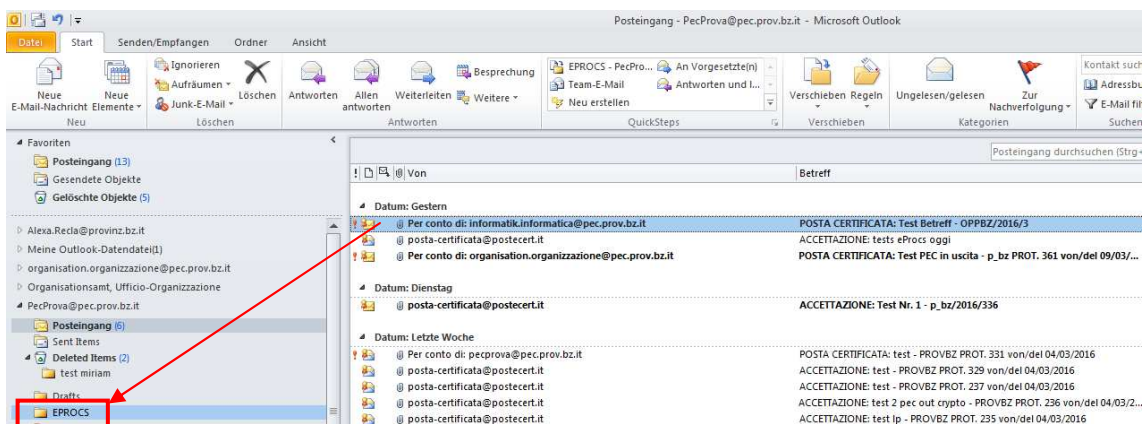 Posteingang - PecProva@pec.prov.bz.it - Microsoft Outlook
Datei Start Senden/Empfangen Ordner Ansicht
Neue E-Mail-Nachricht
Neue Elemente
Neu
Ignorieren
Aufräumen
Junk-E-Mail
Löschen
Löschen
Antworten
Allen antworten
Weiterleiten
Besprechung
Weitere
Antworten
EPROCS - PecPro...
Team-E-Mail
Neu erstellen
An Vorgesetzte(n)
Antworten und l...
QuickSteps
Verschieben
Regeln
Verschieben
Ungelesen/gelesen
Zur Nachverfolgung
Kategorien
Kontakt such
Adressbu
E-Mail filt
Suchen
Favoriten
Posteingang (13)
Gesendete Objekte
Gelöschte Objekte (5)
Alexa.Recla@provinz.bz.it
Meine Outlook-Datendatei(1)
organisation.organizzazione@pec.prov.bz.it
Organisationsamt, Ufficio-Organizzazione
PecProva@pec.prov.bz.it
Posteingang (6)
Sent Items
Deleted Items (2)
test miriam
Drafts
EPROCS
Posteingang durchsuchen (Strg+
! Von Betreff
Datum: Gestern
! Per conto di: informatik.informatica@pec.prov.bz.it POSTA CERTIFICATA: Test Betreff - OPPBZ/2016/3
posta-certificata@postecert.it ACCETTAZIONE: tests eProcs oggi
! Per conto di: organisation.organizzazione@pec.prov.bz.it POSTA CERTIFICATA: Test PEC in uscita - p_bz PROT. 361 von/del 09/03/...
Datum: Dienstag
posta-certificata@postecert.it ACCETTAZIONE: Test Nr. 1 - p_bz/2016/336
Datum: Letzte Woche
! Per conto di: pecprova@pec.prov.bz.it POSTA CERTIFICATA: test - PROVBZ PROT. 331 von/del 04/03/2016
posta-certificata@postecert.it ACCETTAZIONE: test - PROVBZ PROT. 329 von/del 04/03/2016
posta-certificata@postecert.it ACCETTAZIONE: test - PROVBZ PROT. 237 von/del 04/03/2016
posta-certificata@postecert.it ACCETTAZIONE: test 2 pec out crypto - PROVBZ PROT. 236 von/del 04/03/2...
posta-certificata@postecert.it ACCETTAZIONE: test lp - PROVBZ PROT. 235 von/del 04/03/2016